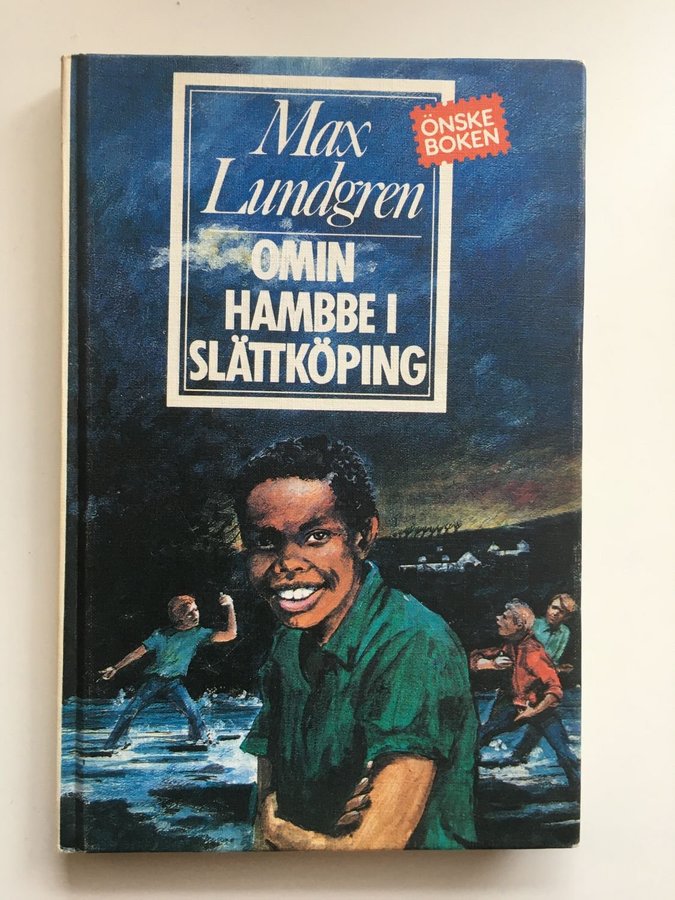 Max
Lundgren
ÖNSKE
BOKEN
OMIN
HAMBBE I
SLÄTTKÖPING